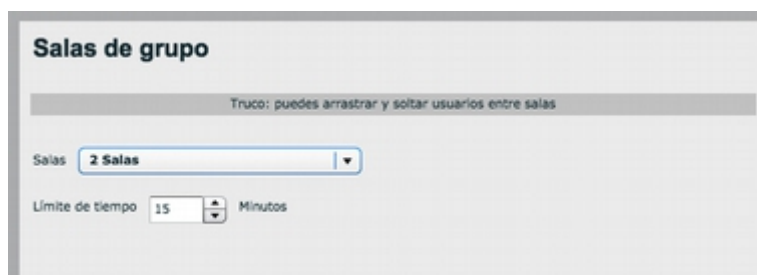 Salas de grupo
Truco: puedes arrastrar y soltar usuarios entre salas
Salas 2 Salas
Límite de tiempo 15 Minutos